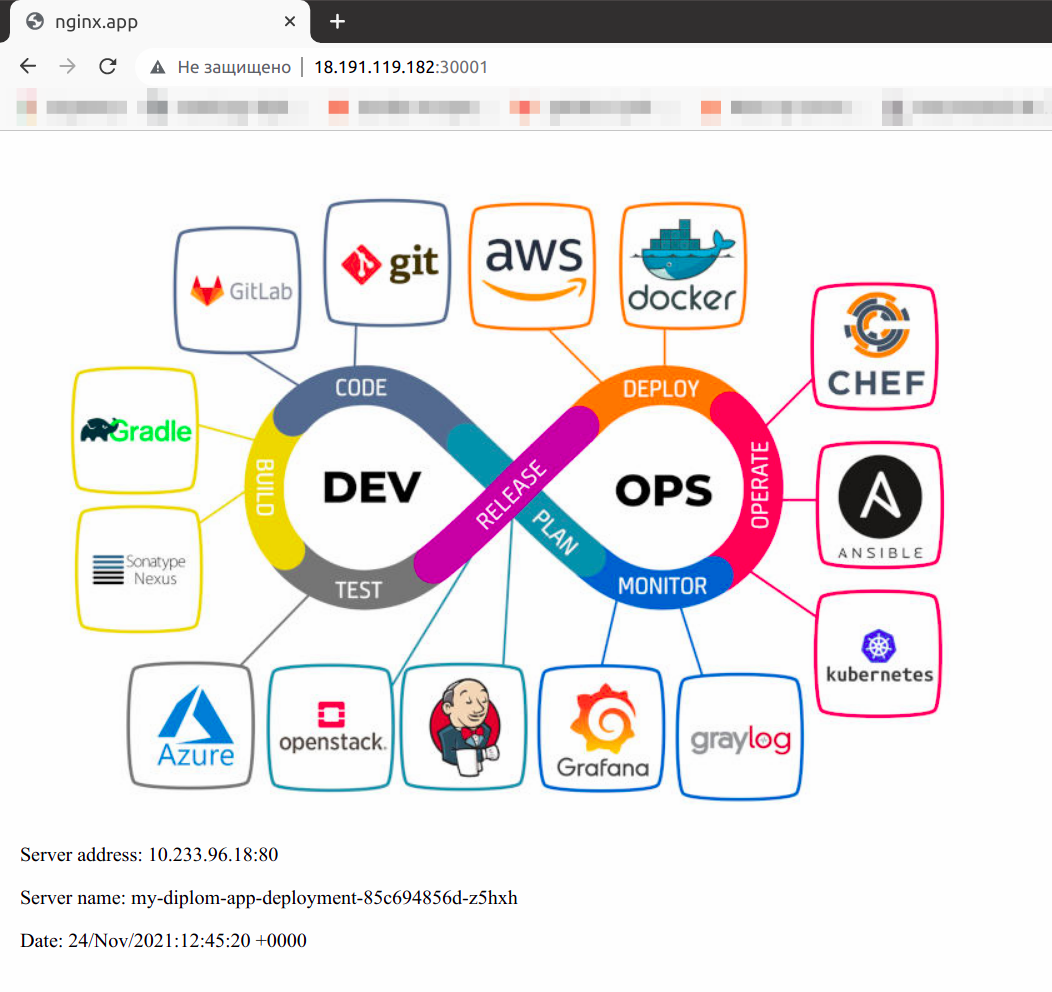 nginx.app
Не защищено
18.191.119.182:30001
GitLab
git
aws
docker
CHEF
Gradle
CODE
DEPLOY
BUILD
DEV
RELEASE
OPS
OPERATE
ANSIBLE
PLAN
Sonatype
Nexus
TEST
MONITOR
kubernetes
Azure
openstack.
Grafana
graylog
Server address: 10.233.96.18:80
Server name: my-diplom-app-deployment-85c694856d-z5hxh
Date: 24/Nov/2021:12:45:20 +0000